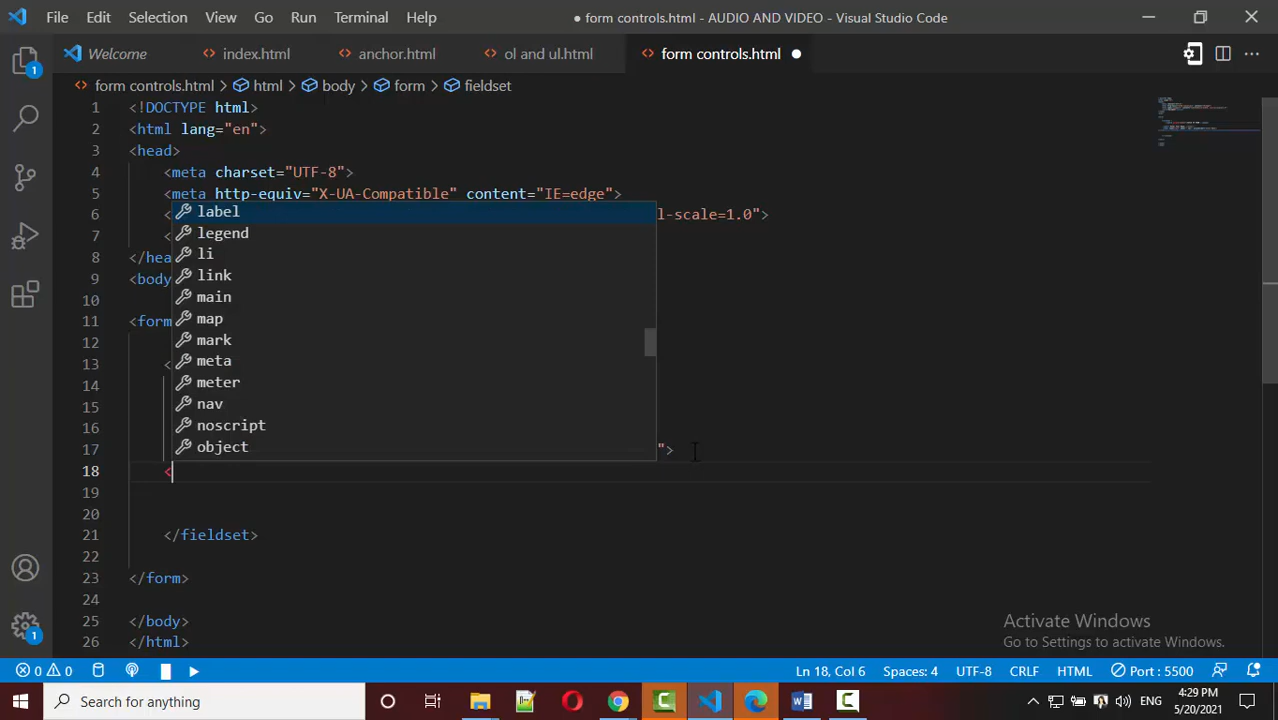 File Edit Selection View Go Run Terminal Help ● form controls.html - AUDIO AND VIDEO - Visual Studio Code
Welcome index.html anchor.html ol and ul.html form controls.html
form controls.html > html > body > form > fieldset
1 <!DOCTYPE html>
2 <html lang="en">
3 <head>
4 <meta charset="UTF-8">
5 <meta http-equiv="X-UA-Compatible" content="IE=edge">
6 < l-scale=1.0">
7 <
8 </hea
9 <body
10
11 <form
12
13 <
14
15
16
17 ">
18 <
19
20
21 </fieldset>
22
23 </form>
24
25 </body>
26 </html>
label
legend
li
link
main
map
mark
meta
meter
nav
noscript
object
Activate Windows
Go to Settings to activate Windows.
1
1
0 0 Ln 18, Col 6 Spaces: 4 UTF-8 CRLF HTML Port : 5500
Search for anything ENG 4:29 PM
5/20/2021